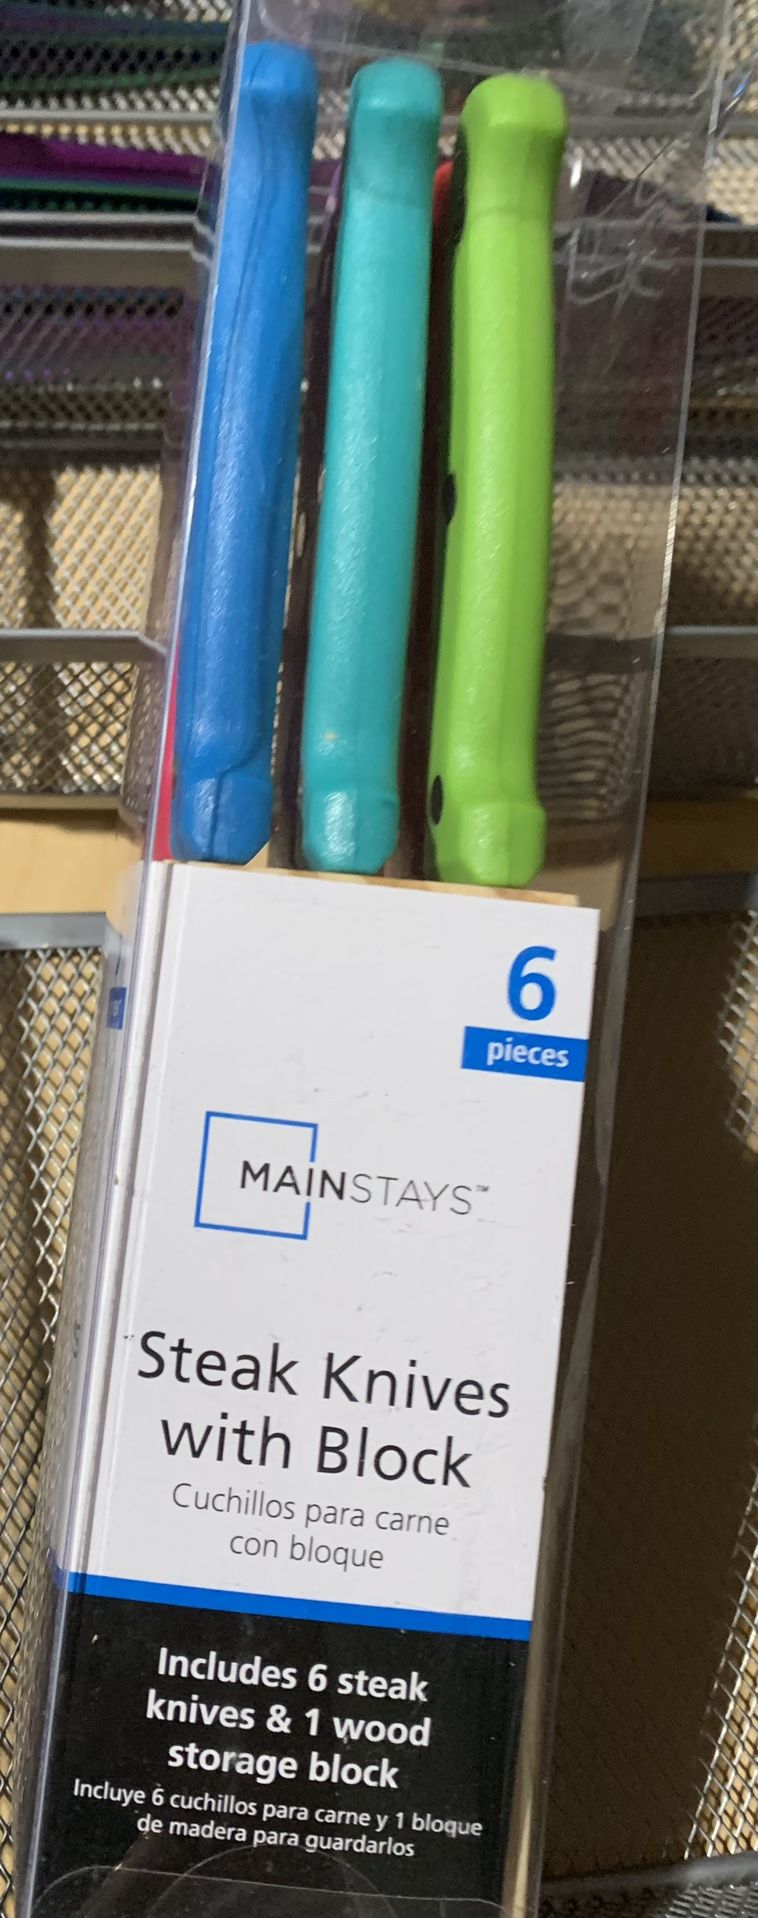 6
pieces
MAINSTAYS™
Steak Knives
with Block
Cuchillos para carne
con bloque
Includes 6 steak
knives & 1 wood
storage block
Incluye 6 cuchillos para carne y 1 bloque
de madera para guardarlos